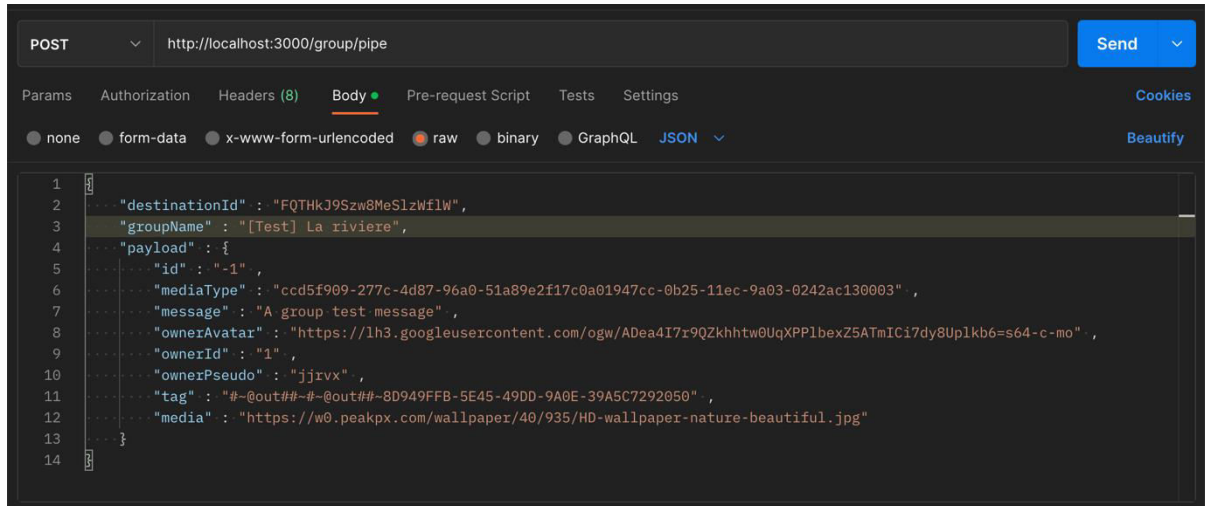 POST http://localhost:3000/group/pipe Send
Params Authorization Headers (8) Body Pre-request Script Tests Settings Cookies
none form-data x-www-form-urlencoded raw binary GraphQL JSON Beautify
1 {
2 "destinationId" : "FQTHkJ9Szw8MeSlzWflW",
3 "groupName" : "[Test] La riviere",
4 "payload" : {
5 "id" : "-1" ,
6 "mediaType" : "ccd5f909-277c-4d87-96a0-51a89e2f17c0a01947cc-0b25-11ec-9a03-0242ac130003" ,
7 "message" : "A group test message" ,
8 "ownerAvatar" : "https://lh3.googleusercontent.com/ogw/ADea4I7r9QZkhhtw0UqXPPlbexZ5ATmICi7dy8Uplkb6=s64-c-mo" ,
9 "ownerId" : "1" ,
10 "ownerPseudo" : "jjrvx" ,
11 "tag" : "#~@out##~#~@out##~8D949FFB-5E45-49DD-9A0E-39A5C7292050" ,
12 "media" : "https://w0.peakpx.com/wallpaper/40/935/HD-wallpaper-nature-beautiful.jpg"
13 }
14 }